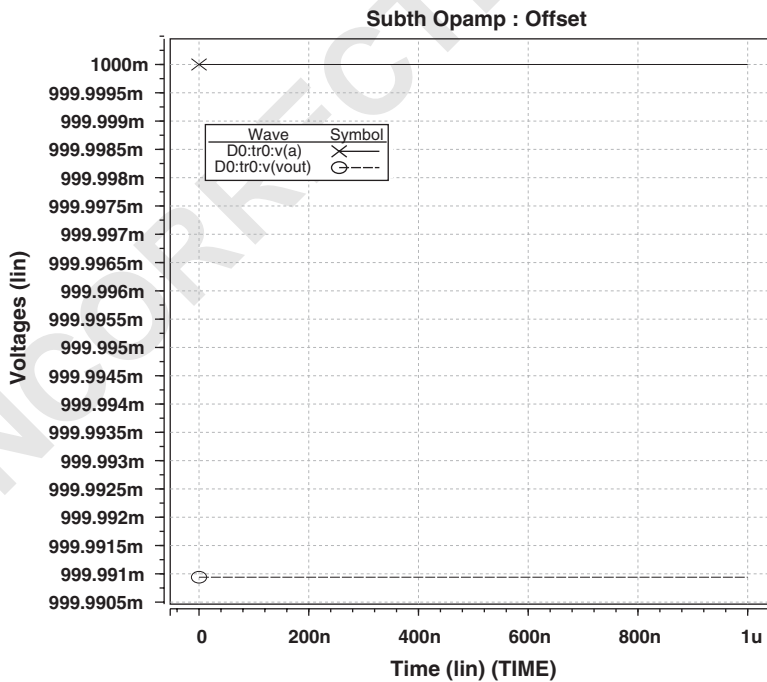 Subth Opamp : Offset
1000m
999.9995m
999.999m
999.9985m
999.998m
999.9975m
999.997m
999.9965m
999.996m
999.9955m
999.995m
999.9945m
999.994m
999.9935m
999.993m
999.9925m
999.992m
999.9915m
999.991m
999.9905m
Voltages (lin)
Wave Symbol
D0:tr0:v(a)
D0:tr0:v(vout)
0 200n 400n 600n 800n 1u
Time (lin) (TIME)
NCORRECT